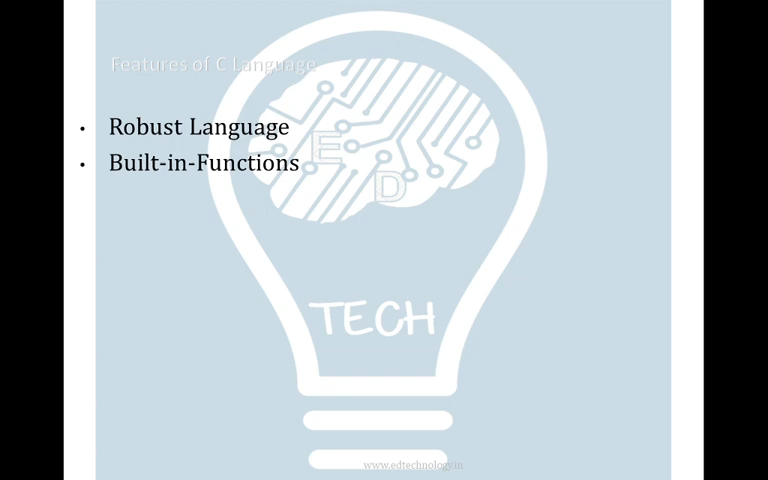 Features of C Language
• Robust Language
• Built-in-Functions
E
D
TECH
www.edtechnology.in